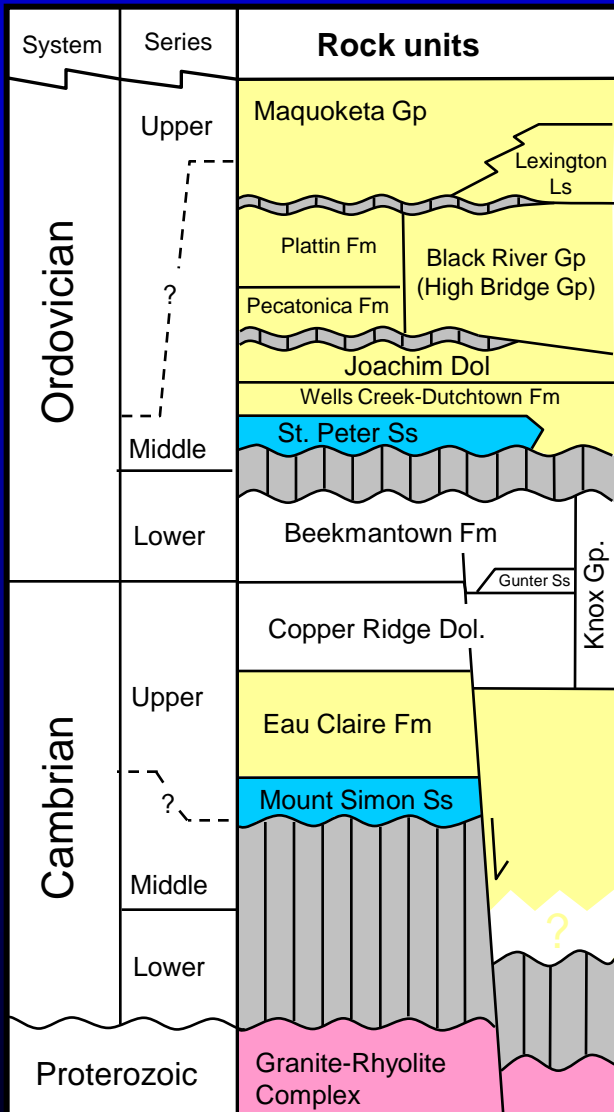 System
Series
Rock units
Ordovician
Upper
?
Middle
Lower
Maquoketa Gp
Lexington
Ls
Plattin Fm
Pecatonica Fm
Black River Gp
(High Bridge Gp)
Joachim Dol
Wells Creek-Dutchtown Fm
St. Peter Ss
Beekmantown Fm
Gunter Ss
Knox Gp.
Cambrian
Upper
?
Middle
Lower
Copper Ridge Dol.
Eau Claire Fm
Mount Simon Ss
?
Proterozoic
Granite-Rhyolite
Complex